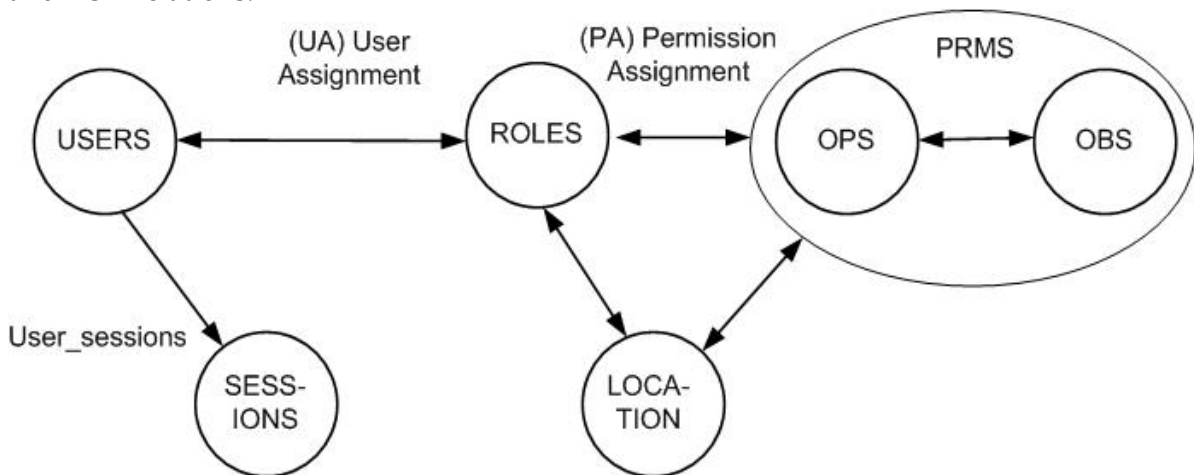 (UA) User
Assignment
(PA) Permission
Assignment
PRMS
USERS
ROLES
OPS
OBS
User_sessions
SESS-
IONS
LOCA-
TION